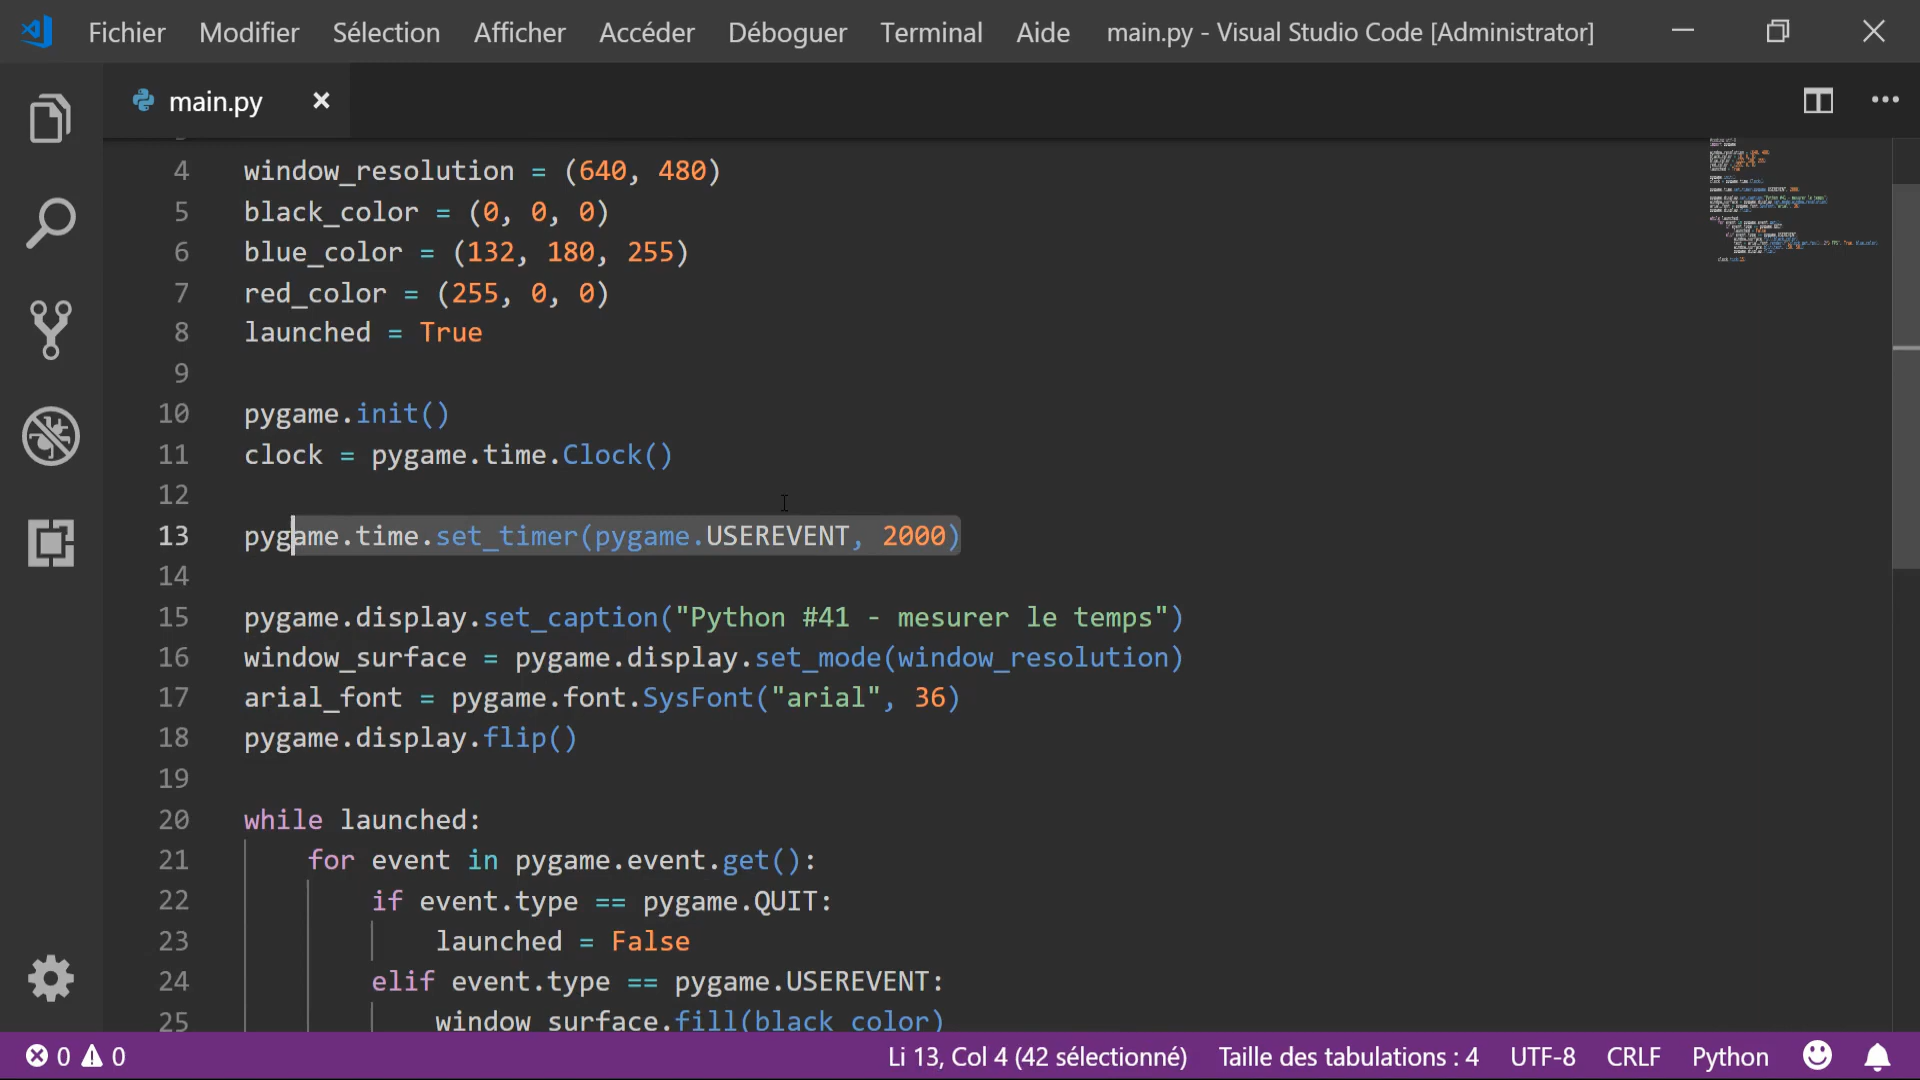 Fichier Modifier Sélection Afficher Accéder Déboguer Terminal Aide main.py - Visual Studio Code [Administrator]
main.py
4 window_resolution = (640, 480)
5 black_color = (0, 0, 0)
6 blue_color = (132, 180, 255)
7 red_color = (255, 0, 0)
8 launched = True
9
10 pygame.init()
11 clock = pygame.time.Clock()
12
13 pygame.time.set_timer(pygame.USEREVENT, 2000)
14
15 pygame.display.set_caption("Python #41 - mesurer le temps")
16 window_surface = pygame.display.set_mode(window_resolution)
17 arial_font = pygame.font.SysFont("arial", 36)
18 pygame.display.flip()
19
20 while launched:
21 for event in pygame.event.get():
22 if event.type == pygame.QUIT:
23 launched = False
24 elif event.type == pygame.USEREVENT:
25 window_surface.fill(black_color)
0 0 Li 13, Col 4 (42 sélectionné) Taille des tabulations : 4 UTF-8 CRLF Python